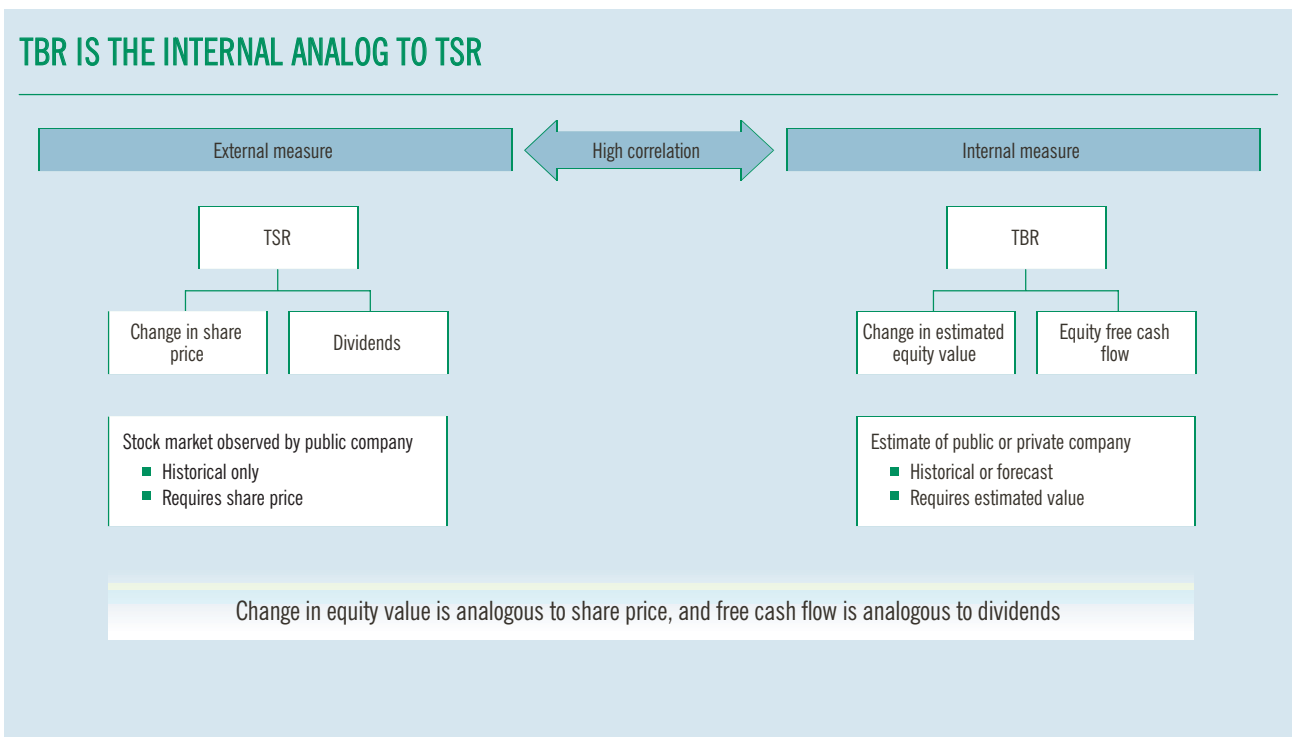 TBR IS THE INTERNAL ANALOG TO TSR
External measure
High correlation
Internal measure
TSR
TBR
Change in share
price
Dividends
Change in estimated
equity value
Equity free cash
flow
Stock market observed by public company
Historical only
Requires share price
Estimate of public or private company
Historical or forecast
Requires estimated value
Change in equity value is analogous to share price, and free cash flow is analogous to dividends